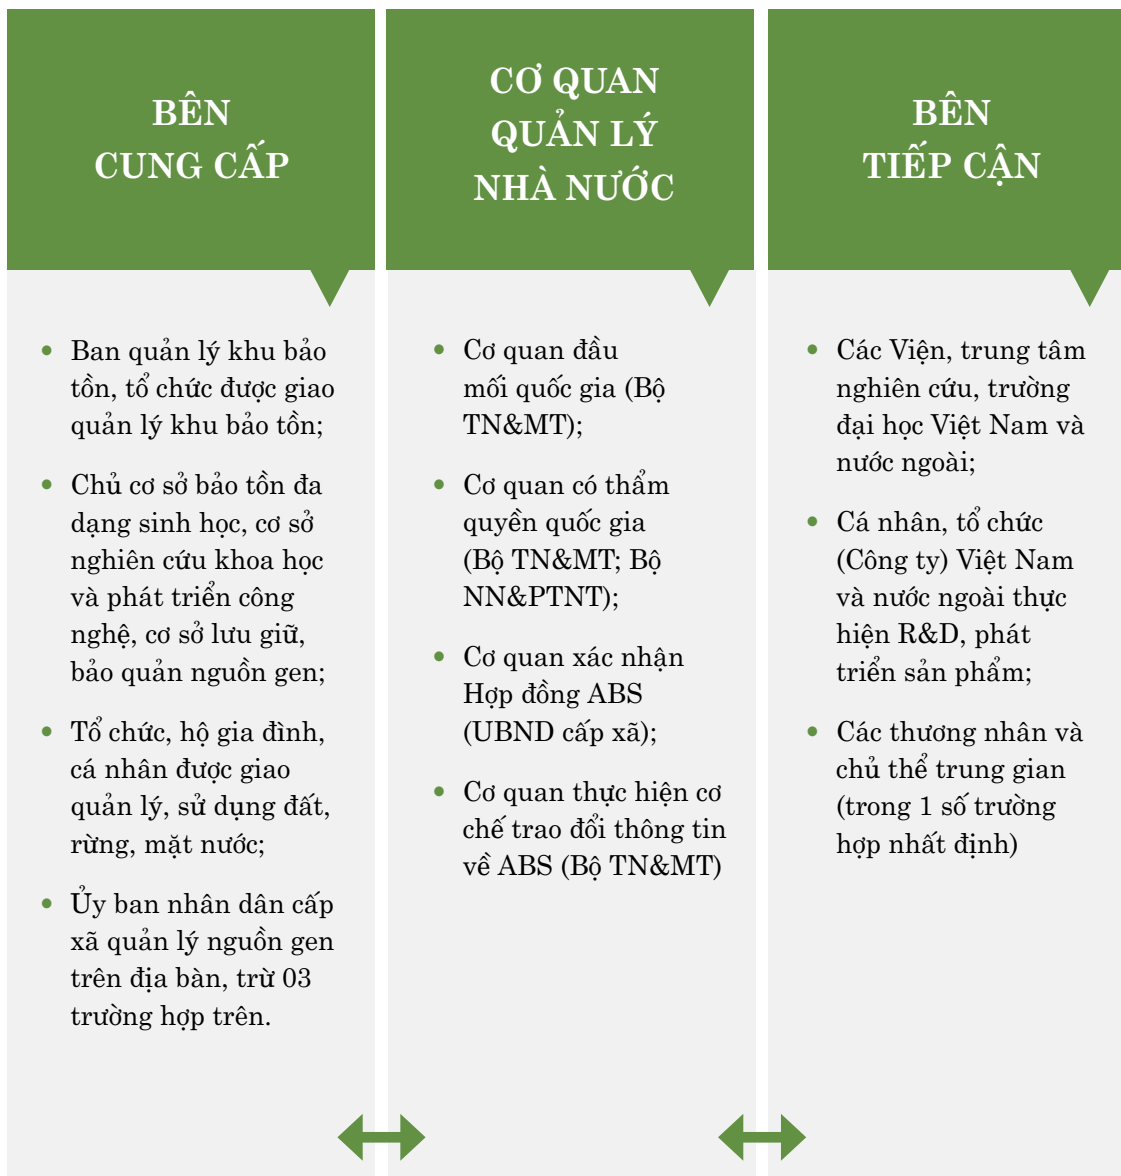 BÊN
CUNG CẤP
• Ban quản lý khu bảo
tồn, tổ chức được giao
quản lý khu bảo tồn;
• Chủ cơ sở bảo tồn đa
dạng sinh học, cơ sở
nghiên cứu khoa học
và phát triển công
nghệ, cơ sở lưu giữ,
bảo quản nguồn gen;
• Tổ chức, hộ gia đình,
cá nhân được giao
quản lý, sử dụng đất,
rừng, mặt nước;
• Ủy ban nhân dân cấp
xã quản lý nguồn gen
trên địa bàn, trừ 03
trường hợp trên.
CƠ QUAN
QUẢN LÝ
NHÀ NƯỚC
• Cơ quan đầu
mối quốc gia (Bộ
TN&MT);
• Cơ quan có thẩm
quyền quốc gia
(Bộ TN&MT; Bộ
NN&PTNT);
• Cơ quan xác nhận
Hợp đồng ABS
(UBND cấp xã);
• Cơ quan thực hiện cơ
chế trao đổi thông tin
về ABS (Bộ TN&MT)
BÊN
TIẾP CẬN
• Các Viện, trung tâm
nghiên cứu, trường
đại học Việt Nam và
nước ngoài;
• Cá nhân, tổ chức
(Công ty) Việt Nam
và nước ngoài thực
hiện R&D, phát
triển sản phẩm;
• Các thương nhân và
chủ thể trung gian
(trong 1 số trường
hợp nhất định)